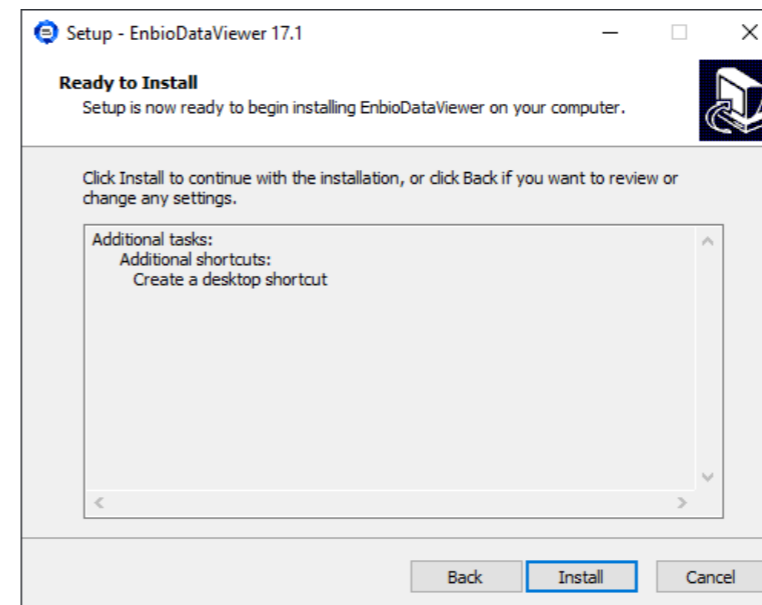 Setup - EnbioDataViewer 17.1
Ready to Install
Setup is now ready to begin installing EnbioDataViewer on your computer.
Click Install to continue with the installation, or click Back if you want to review or
change any settings.
Additional tasks:
Additional shortcuts:
Create a desktop shortcut
Back Install Cancel